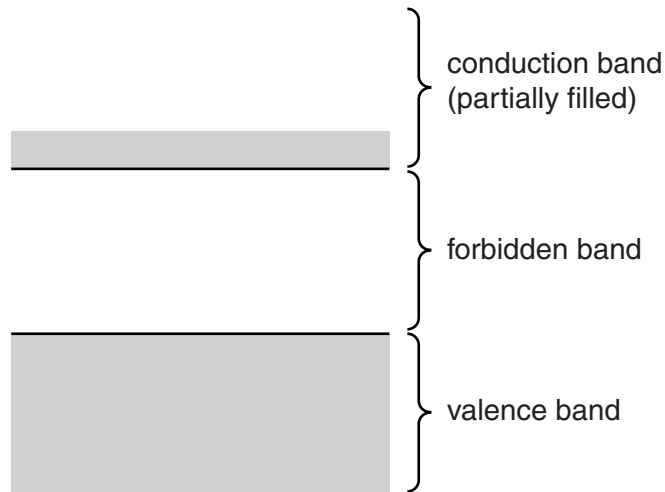 conduction band
(partially filled)
forbidden band
valence band